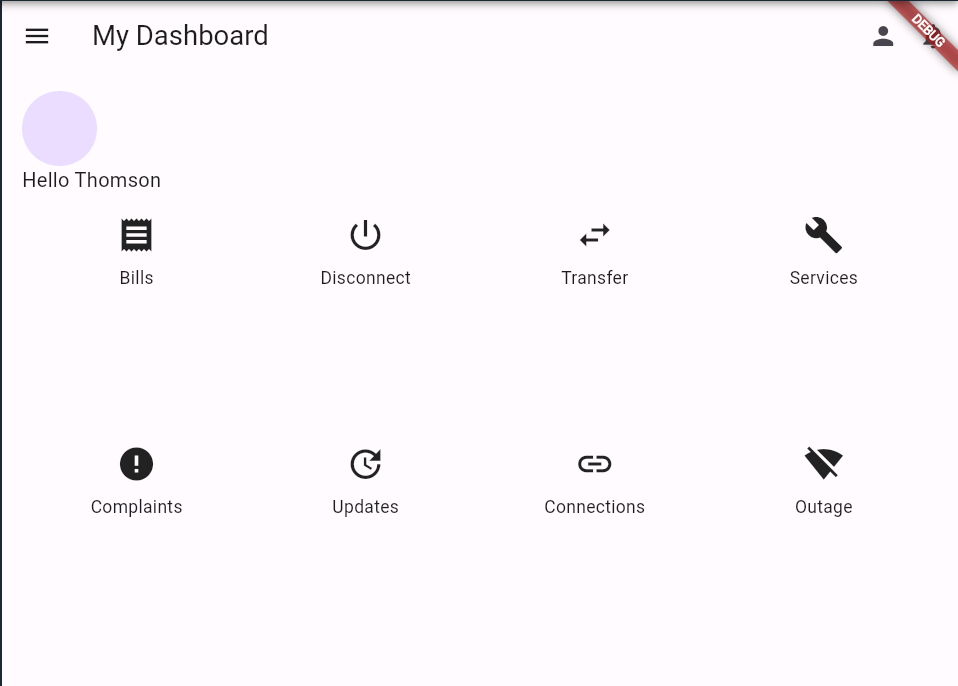 My Dashboard
DEBUG
Hello Thomson
Bills
Disconnect
Transfer
Services
Complaints
Updates
Connections
Outage